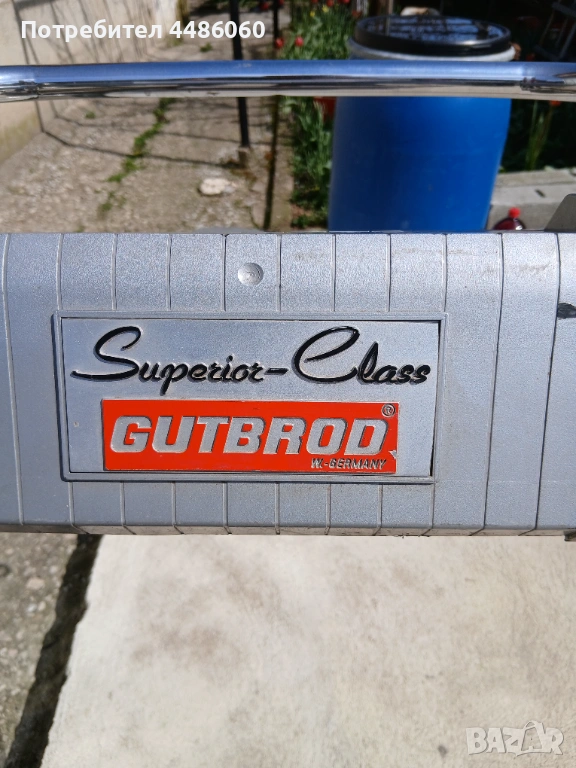 Потребител 4486060
Superior-Class
GUTBROD®
W.-GERMANY
BAZAR